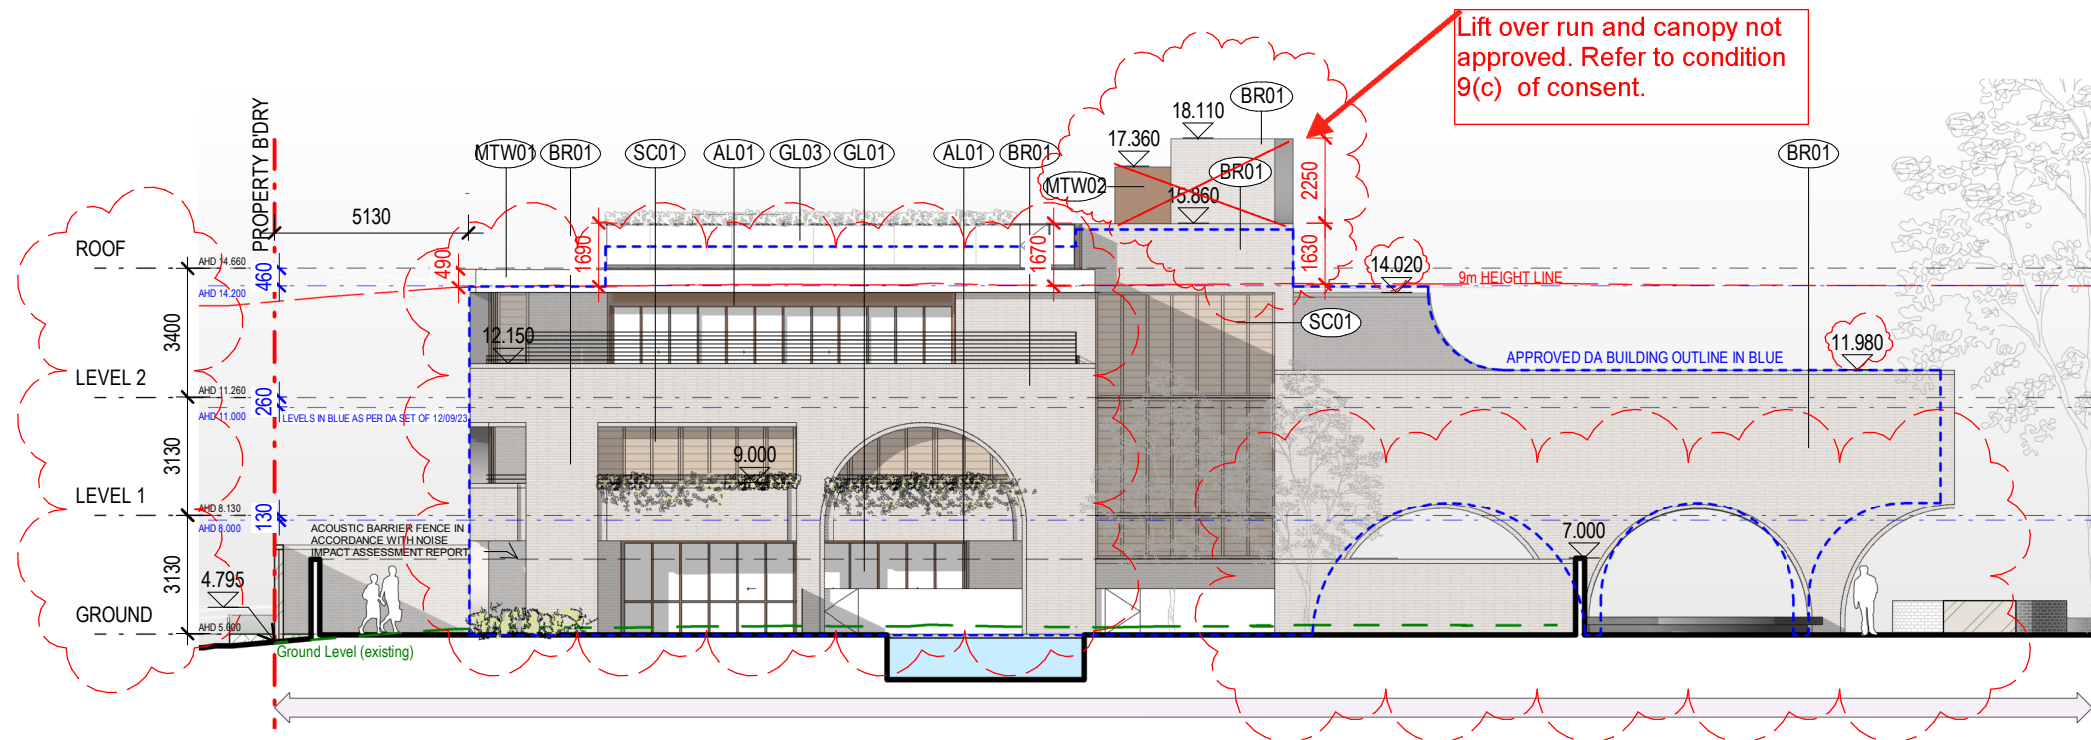 Lift over run and canopy not
approved. Refer to condition
9(c) of consent.
PROPERTY B'DRY
18.110
BR01
17.360
MTW01
BR01
SC01
AL01
GL03
GL01
AL01
BR01
MTW02
BR01
15.860
BR01
2250
5130
ROOF
AHD 14.660
460
AHD 14.200
490
1690
1670
1630
14.020
9m HEIGHT LINE
3400
12.150
SC01
11.980
APPROVED DA BUILDING OUTLINE IN BLUE
LEVEL 2
AHD 11.260
260
AHD 11.000
LEVELS IN BLUE AS PER DA SET OF 12/09/23
3130
9.000
LEVEL 1
AHD 8.130
130
AHD 8.000
ACOUSTIC BARRIER FENCE IN
ACCORDANCE WITH NOISE
IMPACT ASSESSMENT REPORT
7.000
3130
4.795
GROUND
AHD 5.000
Ground Level (existing)